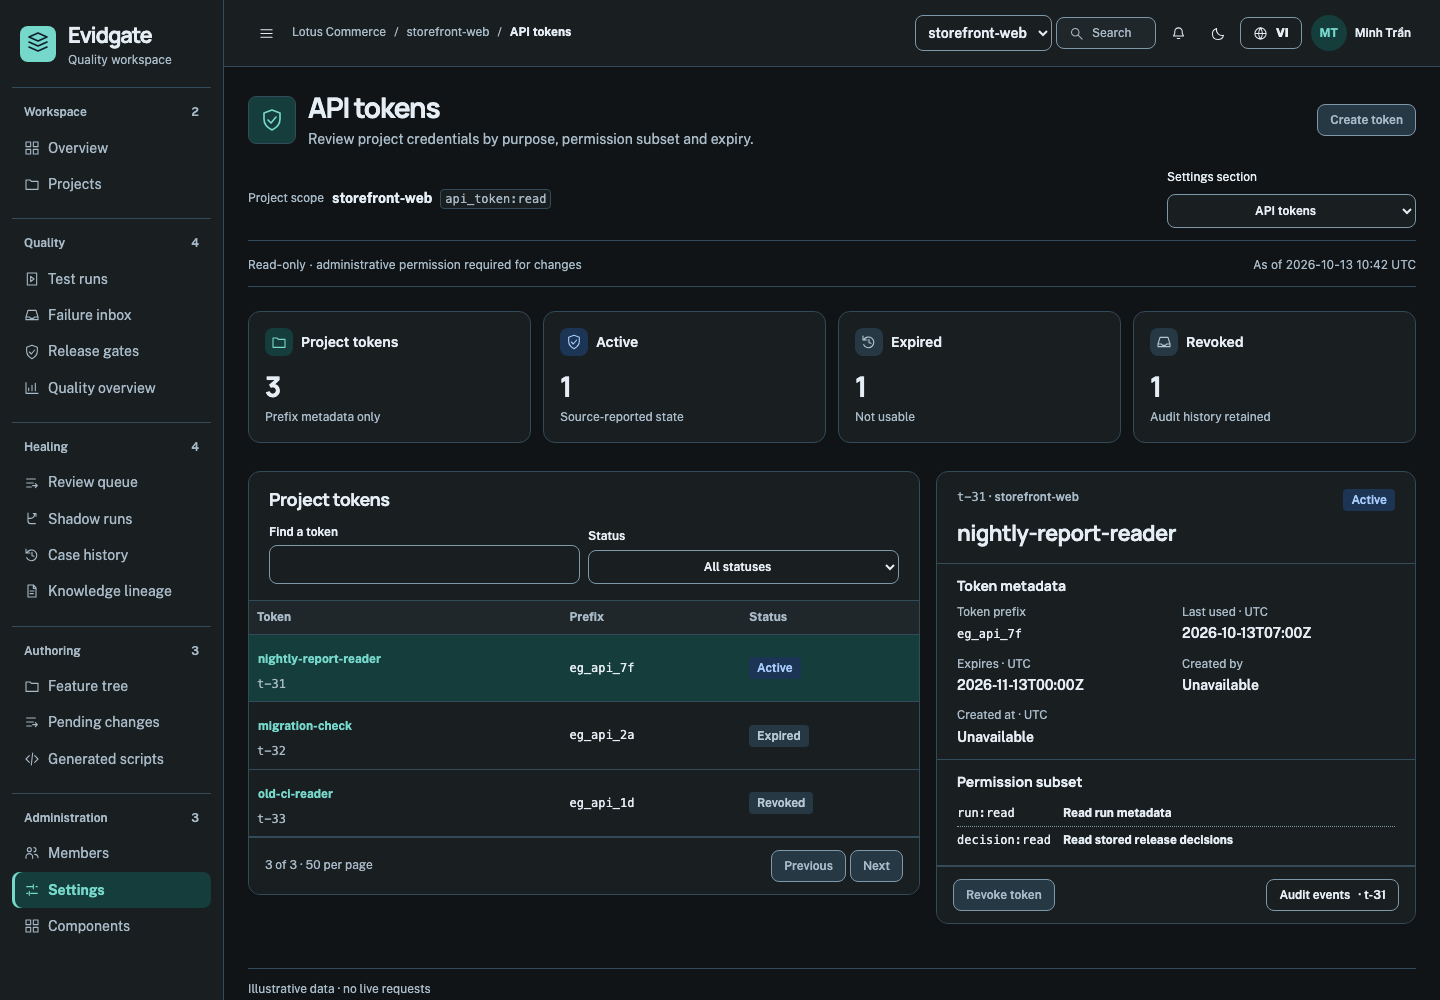 Evidgate
Quality workspace
Workspace 2
Overview
Projects
Quality 4
Test runs
Failure inbox
Release gates
Quality overview
Healing 4
Review queue
Shadow runs
Case history
Knowledge lineage
Authoring 3
Feature tree
Pending changes
Generated scripts
Administration 3
Members
Settings
Components
Lotus Commerce / storefront-web / API tokens
storefront-web
Search
VI
MT
Minh Trần
API tokens
Review project credentials by purpose, permission subset and expiry.
Create token
Project scope storefront-web api_token:read
Settings section
API tokens
Read-only · administrative permission required for changes
As of 2026-10-13 10:42 UTC
Project tokens
3
Prefix metadata only
Active
1
Source-reported state
Expired
1
Not usable
Revoked
1
Audit history retained
Project tokens
Find a token
Status
All statuses
Token Prefix Status
nightly-report-reader
t-31
eg_api_7f
Active
migration-check
t-32
eg_api_2a
Expired
old-ci-reader
t-33
eg_api_1d
Revoked
3 of 3 · 50 per page
Previous
Next
t-31 · storefront-web
Active
nightly-report-reader
Token metadata
Token prefix
eg_api_7f
Last used · UTC
2026-10-13T07:00Z
Expires · UTC
2026-11-13T00:00Z
Created by
Unavailable
Created at · UTC
Unavailable
Permission subset
run:read Read run metadata
decision:read Read stored release decisions
Revoke token
Audit events · t-31
Illustrative data · no live requests